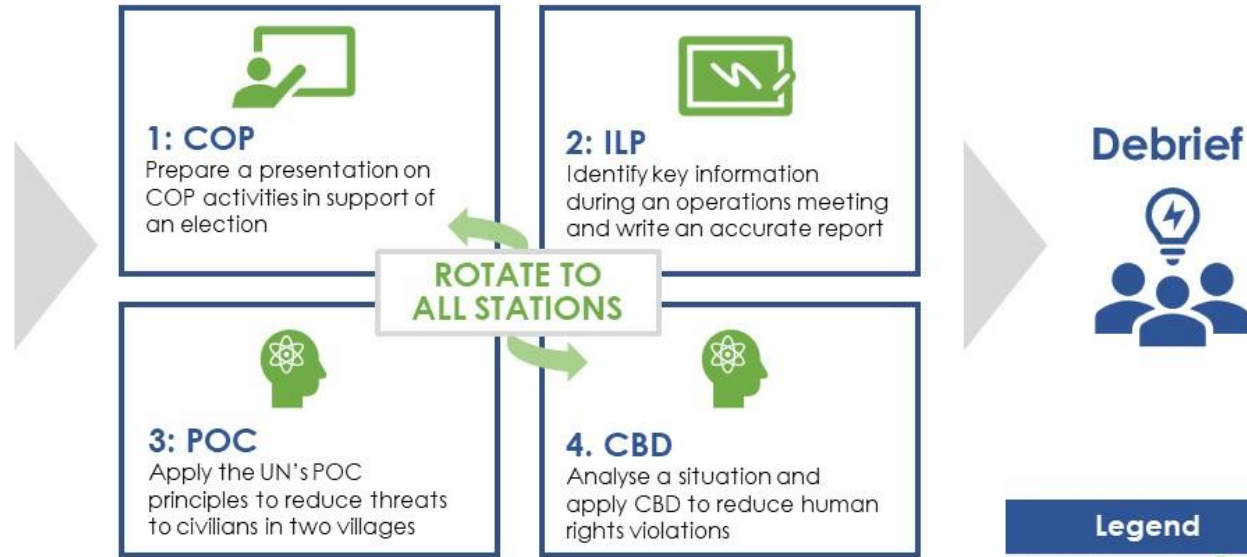 1: COP
Prepare a presentation on
COP activities in support of
an election
2: ILP
Identify key information
during an operations meeting
and write an accurate report
ROTATE TO
ALL STATIONS
3: POC
Apply the UN's POC
principles to reduce threats
to civilians in two villages
4. CBD
Analyse a situation and
apply CBD to reduce human
rights violations
Debrief
Legend